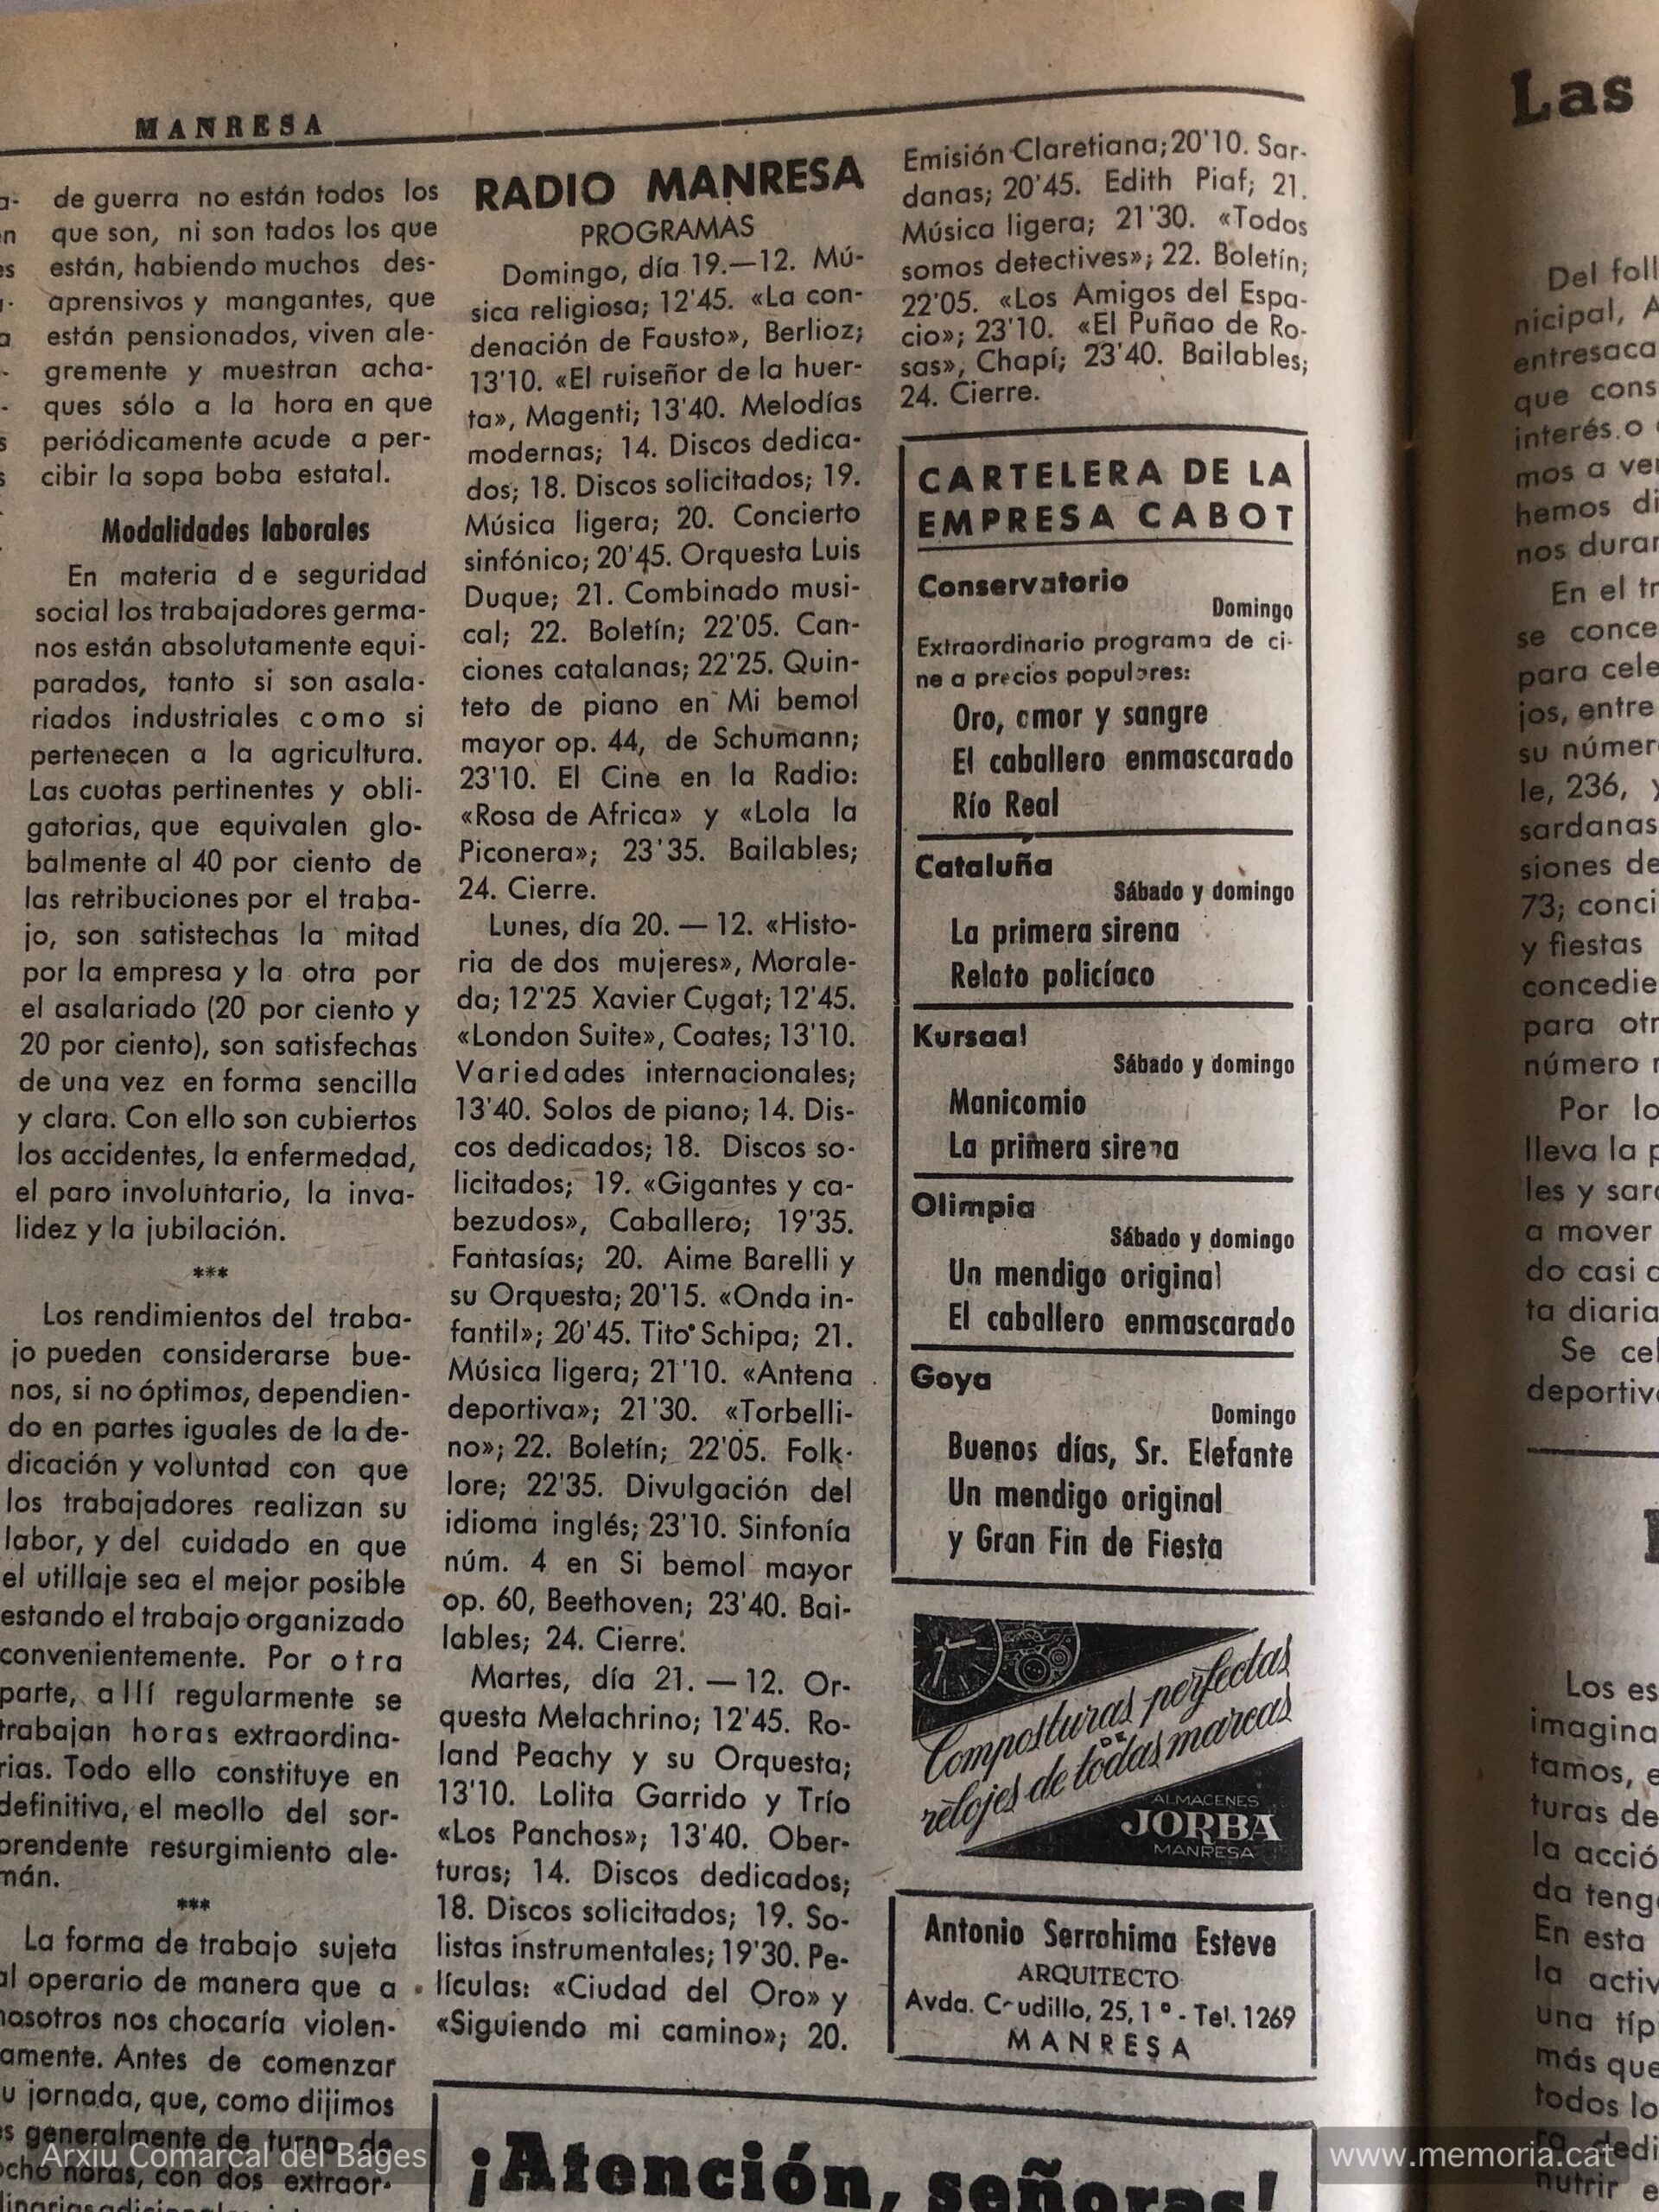 MANRESA
de guerra no están todos los
que son, ni son tados los que
están, habiendo muchos des-
aprensivos y mangantes, que
están pensionados, viven ale-
gremente y muestran acha-
ques sólo a la hora en que
periódicamente acude a per-
cibir la sopa boba estatal.
Modalidades laborales
En materia de seguridad
social los trabajadores germa-
nos están absolutamente equi-
parados, tanto si son asala-
riados industriales como si
pertenecen a la agricultura.
Las cuotas pertinentes y obli-
gatorias, que equivalen glo-
balmente al 40 por ciento de
las retribuciones por el traba-
jo, son satistechas la mitad
por la empresa y la otra por
el asalariado (20 por ciento y
20 por ciento), son satisfechas
de una vez en forma sencilla
y clara. Con ello son cubiertos
los accidentes, la enfermedad,
el paro involuntario, la inva-
lidez y la jubilación.
***
Los rendimientos del traba-
jo pueden considerarse bue-
nos, si no óptimos, dependien-
do en partes iguales de la de-
dicación y voluntad con que
los trabajadores realizan su
labor, y del cuidado en que
el utillaje sea el mejor posible
estando el trabajo organizado
convenientemente. Por otra
parte, allí regularmente se
trabajan horas extraordina-
rias. Todo ello constituye en
definitiva, el meollo del sor-
prendente resurgimiento ale-
mán.
***
La forma de trabajo sujeta
al operario de manera que a
nosotros nos chocaría violen-
tamente. Antes de comenzar
su jornada, que, como dijimos
es generalmente de turno de
ocho horas, con dos extraor-
RADIO MANRESA
PROGRAMAS
Domingo, día 19.—12. Mú-
sica religiosa; 12'45. «La con-
denación de Fausto», Berlioz;
13'10. «El ruiseñor de la huer-
ta», Magenti; 13'40. Melodías
modernas; 14. Discos dedica-
dos; 18. Discos solicitados; 19.
Música ligera; 20. Concierto
sinfónico; 20'45. Orquesta Luis
Duque; 21. Combinado musi-
cal; 22. Boletín; 22'05. Can-
ciones catalanas; 22'25. Quin-
teto de piano en Mi bemol
mayor op. 44, de Schumann;
23'10. El Cine en la Radio:
«Rosa de Africa» y «Lola la
Piconera»; 23'35. Bailables;
24. Cierre.
Lunes, día 20. — 12. «Histo-
ria de dos mujeres», Morale-
da; 12'25 Xavier Cugat; 12'45.
«London Suite», Coates; 13'10.
Variedades internacionales;
13'40. Solos de piano; 14. Dis-
cos dedicados; 18. Discos so-
licitados; 19. «Gigantes y ca-
bezudos», Caballero; 19'35.
Fantasías; 20. Aime Barelli y
su Orquesta; 20'15. «Onda in-
fantil»; 20'45. Tito Schipa; 21.
Música ligera; 21'10. «Antena
deportiva»; 21'30. «Torbelli-
no»; 22. Boletín; 22'05. Folk-
lore; 22'35. Divulgación del
idioma inglés; 23'10. Sinfonía
núm. 4 en Si bemol mayor
op. 60, Beethoven; 23'40. Bai-
lables; 24. Cierre.
Martes, día 21. — 12. Or-
questa Melachrino; 12'45. Ro-
land Peachy y su Orquesta;
13'10. Lolita Garrido y Trío
«Los Panchos»; 13'40. Ober-
turas; 14. Discos dedicados;
18. Discos solicitados; 19. So-
listas instrumentales; 19'30. Pe-
lículas: «Ciudad del Oro» y
«Siguiendo mi camino»; 20.
Emisión Claretiana; 20'10. Sar-
danas; 20'45. Edith Piaf; 21.
Música ligera; 21'30. «Todos
somos detectives»; 22. Boletín;
22'05. «Los Amigos del Espa-
cio»; 23'10. «El Puñao de Ro-
sas», Chapí; 23'40. Bailables;
24. Cierre.
CARTELERA DE LA
EMPRESA CABOT
Conservatorio
Domingo
Extraordinario programa de ci-
ne a precios populares:
Oro, amor y sangre
El caballero enmascarado
Río Real
Cataluña
Sábado y domingo
La primera sirena
Relato policíaco
Kursaal
Sábado y domingo
Manicomio
La primera sirena
Olimpia
Sábado y domingo
Un mendigo original
El caballero enmascarado
Goya
Domingo
Buenos días, Sr. Elefante
Un mendigo original
y Gran Fin de Fiesta
Composturas perfectas
DE
relojes de todas marcas
ALMACENES
JORBA
MANRESA
Antonio Serrahima Esteve
ARQUITECTO
Avda. Caudillo, 25, 1º - Tel. 1269
MANRESA
¡Atención, señoras!
Las
Del foll
nicipal, A
entresaca
que cons
interés o
mos a ve
hemos di
nos duran
En el tr
se conce
para cele
jos, entre
su númer
le, 236, y
sardanas
siones de
73; conci
y fiestas
concedie
para otr
número
Por lo
lleva la p
les y sard
a mover
do casi
ta diaria
Se cel
deportiv
Los es
imagina
tamos, e
turas de
la acció
da teng
En esta
la activ
una típ
más que
todos lo
ra dedi
nutrir e
Arxiu Comarcal del Bages
www.memoria.cat